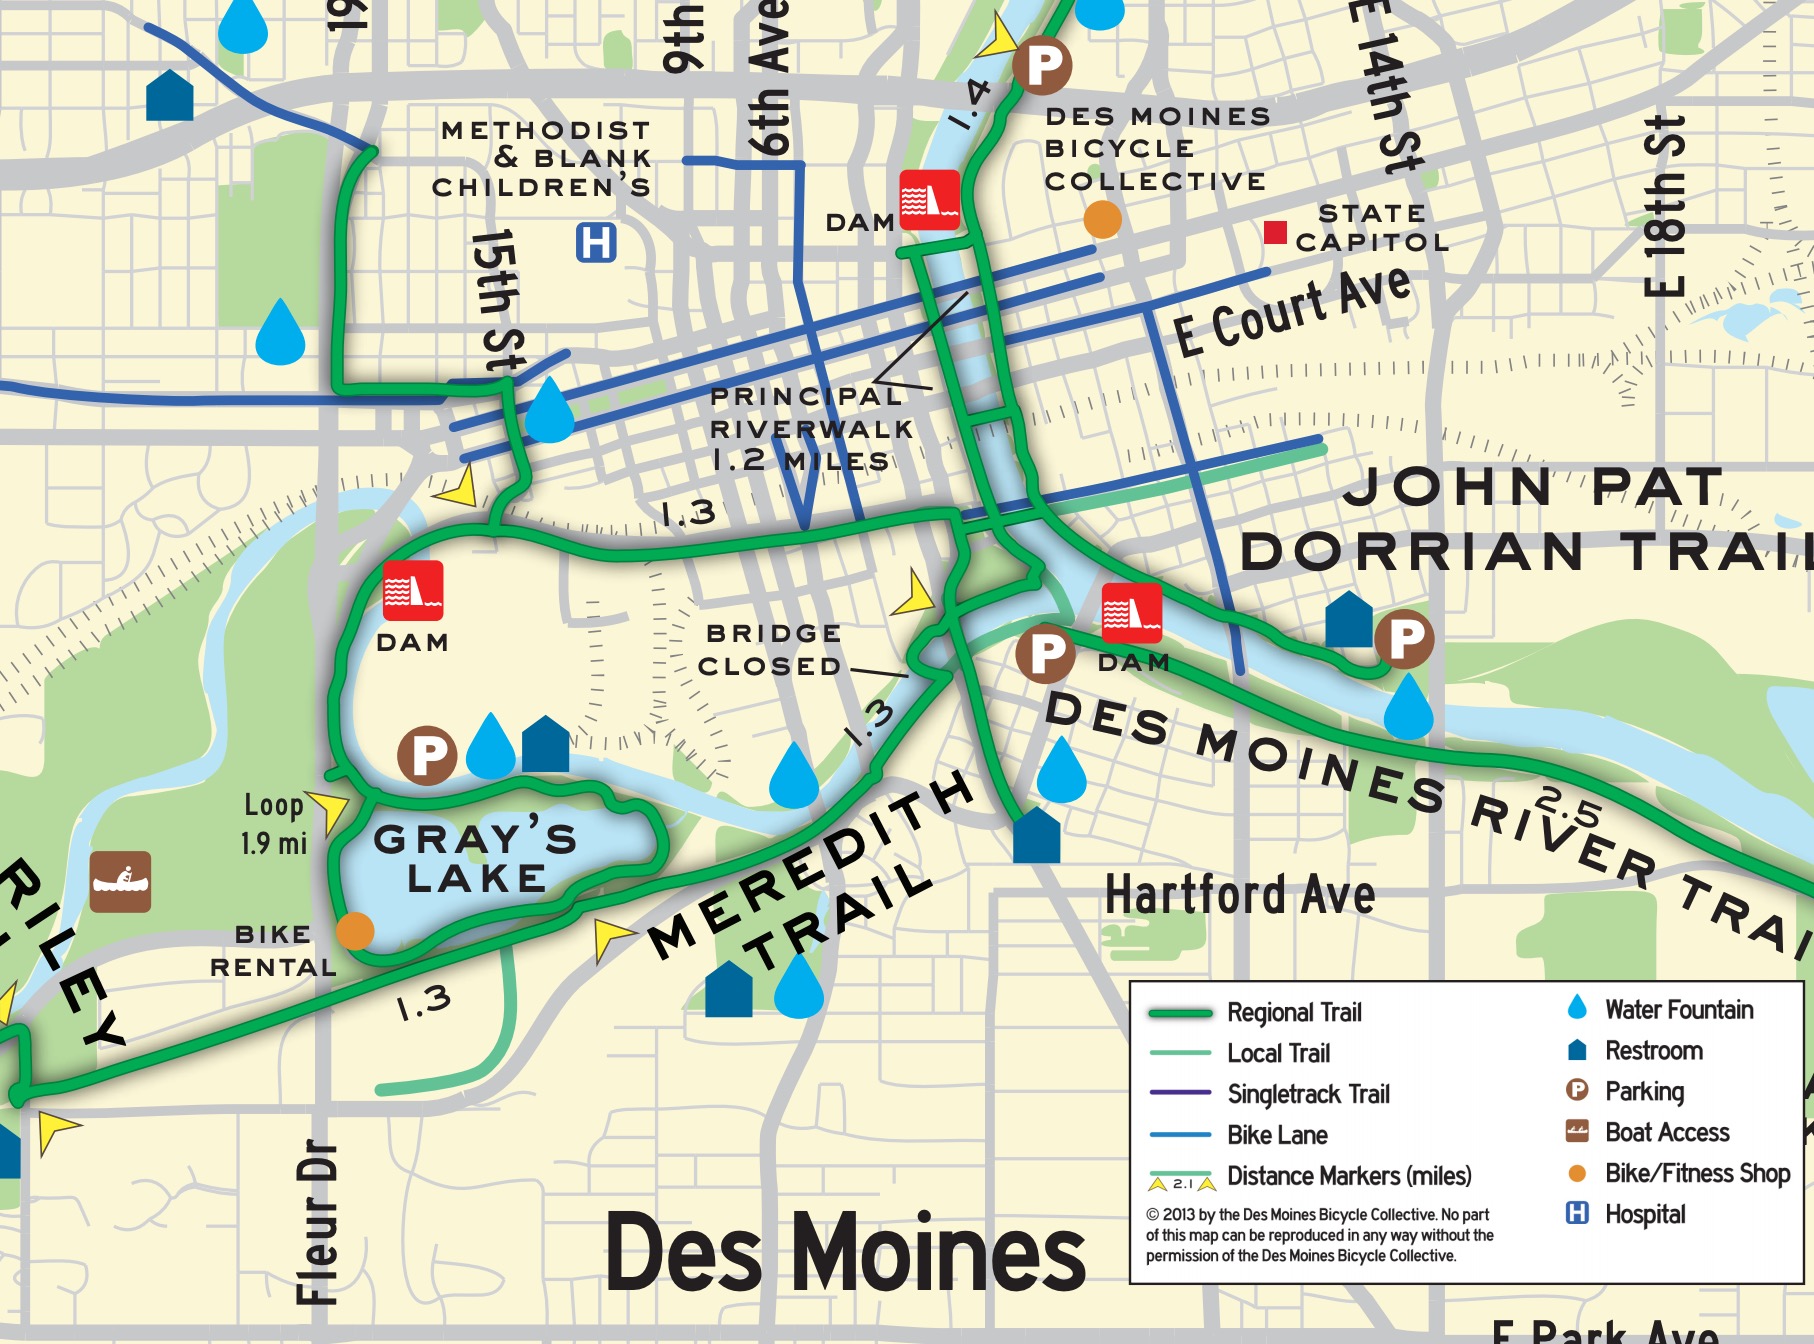 19
9th
6th Ave
E 14th St
E 18th St
1.4
P
METHODIST
& BLANK
CHILDREN'S
H
DES MOINES
BICYCLE
COLLECTIVE
DAM
STATE
CAPITOL
15th St
E Court Ave
PRINCIPAL
RIVERWALK
1.2 MILES
1.3
JOHN PAT
DORRIAN TRAIL
DAM
BRIDGE
CLOSED
P
DAM
P
1.3
P
DES MOINES RIVER TRAI
2.5
Loop
1.9 mi
GRAY'S
LAKE
MEREDITH
TRAIL
Hartford Ave
RILEY
BIKE
RENTAL
1.3
Fleur Dr
Des Moines
Regional Trail
Local Trail
Singletrack Trail
Bike Lane
2.1
Distance Markers (miles)
© 2013 by the Des Moines Bicycle Collective. No part
of this map can be reproduced in any way without the
permission of the Des Moines Bicycle Collective.
Water Fountain
Restroom
P
Parking
Boat Access
Bike/Fitness Shop
H
Hospital
E Park Ave